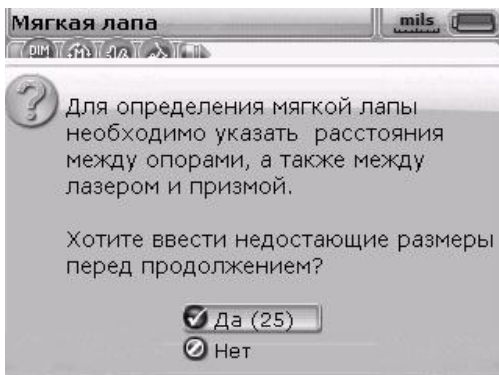 Мягкая лапа
mils
DIM
Для определения мягкой лапы
необходимо указать расстояния
между опорами, а также между
лазером и призмой.
Хотите ввести недостающие размеры
перед продолжением?
Да (25)
Нет